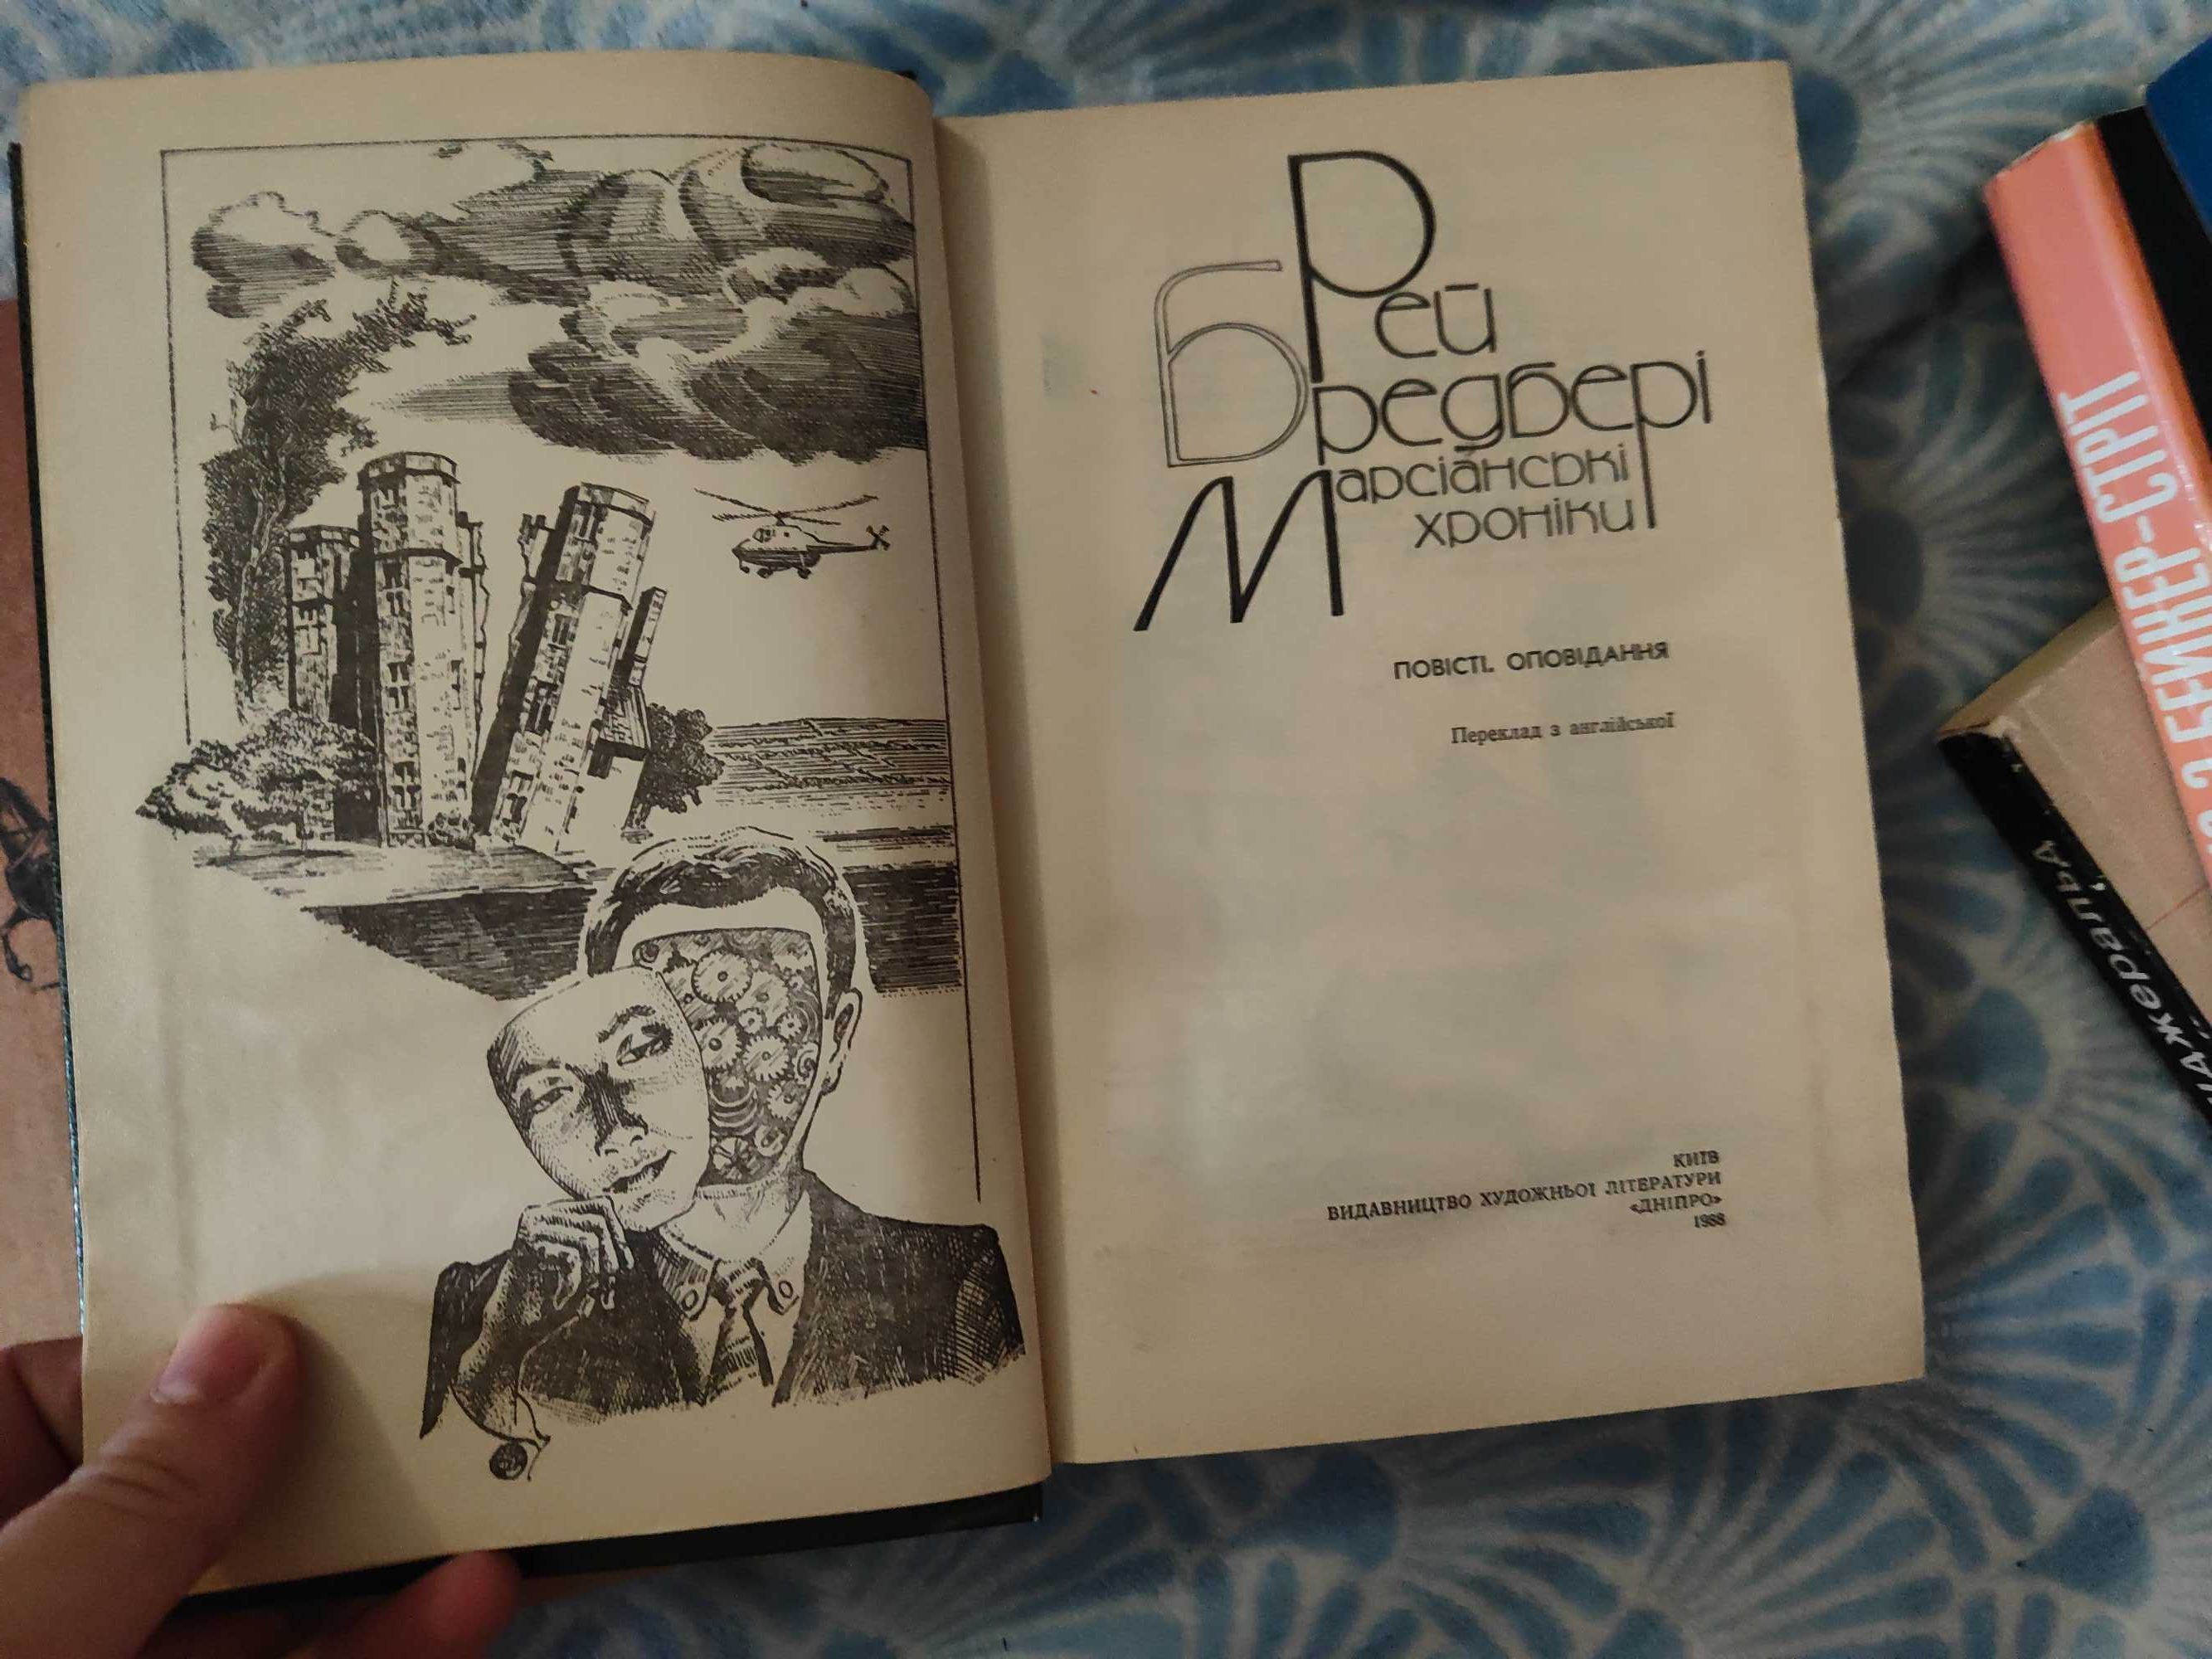 Рей
Бредбері
Марсіанські
хроніки
ПОВІСТІ. ОПОВІДАННЯ
Переклад з англійської
КИЇВ
ВИДАВНИЦТВО ХУДОЖНЬОЇ ЛІТЕРАТУРИ
«ДНІПРО»
1988
БЕЙКЕР-СТРІТ